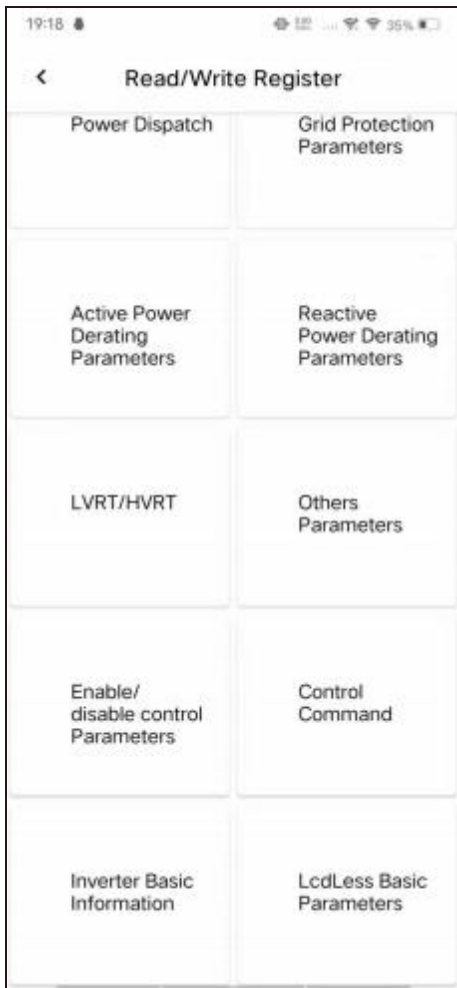 19:18
35%
Read/Write Register
Power Dispatch
Grid Protection
Parameters
Active Power
Derating
Parameters
Reactive
Power Derating
Parameters
LVRT/HVRT
Others
Parameters
Enable/
disable control
Parameters
Control
Command
Inverter Basic
Information
LcdLess Basic
Parameters